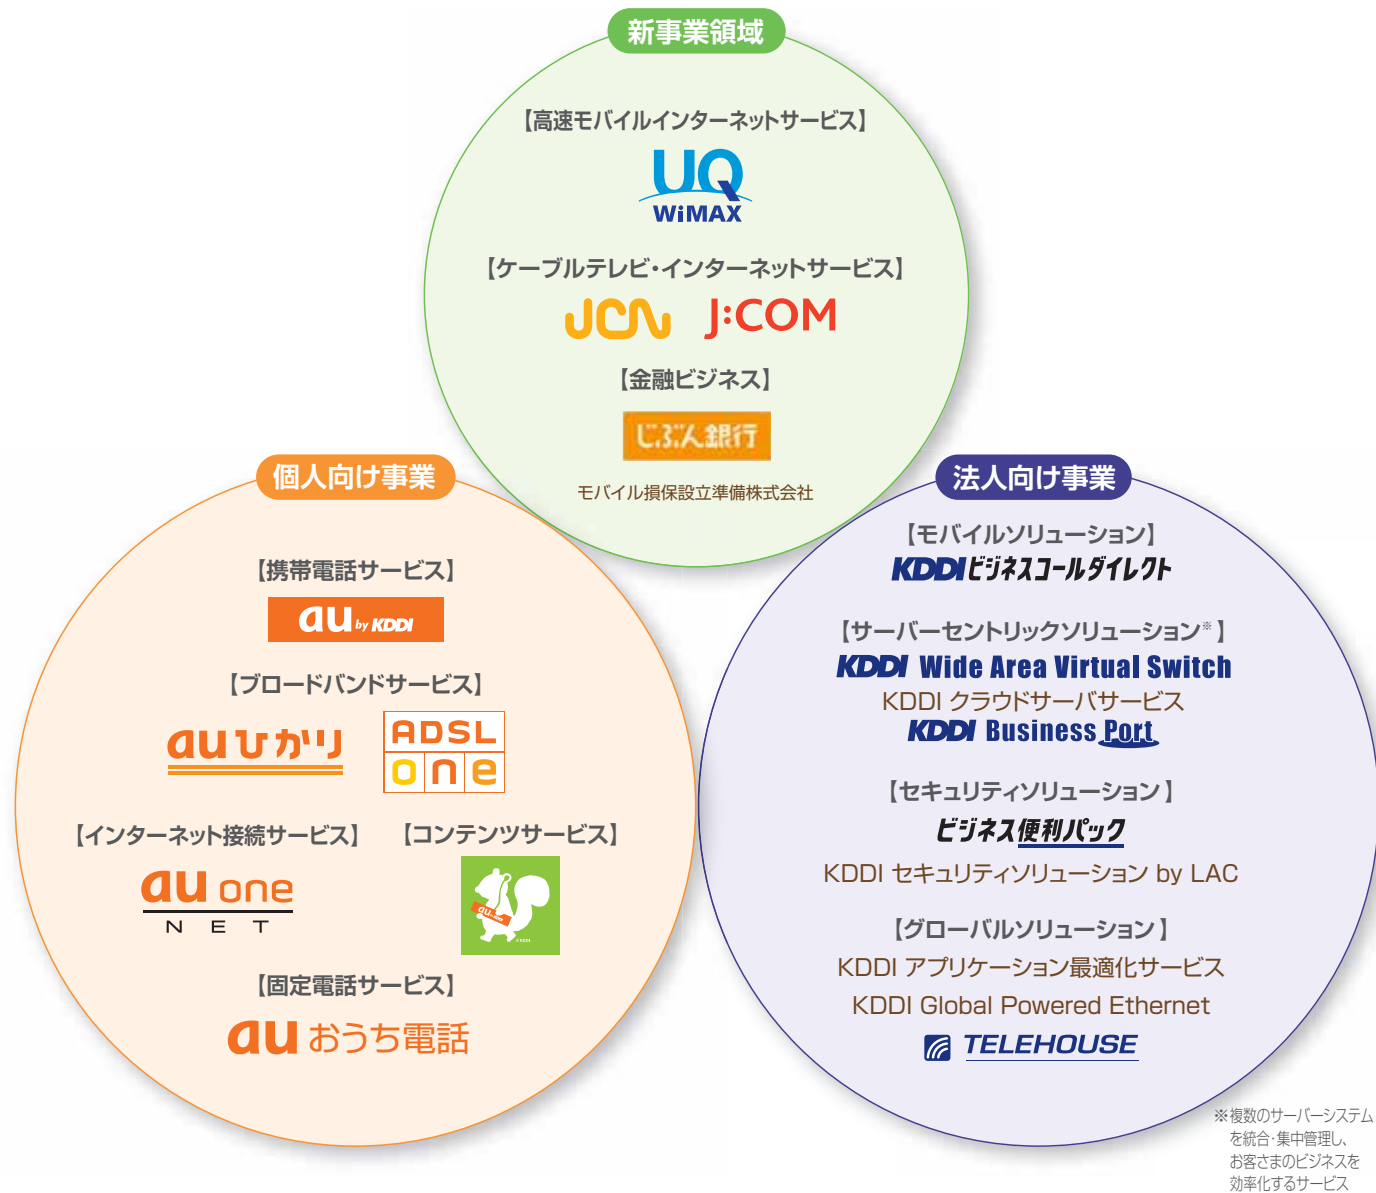 新事業領域
【高速モバイルインターネットサービス】
UQ
WiMAX
【ケーブルテレビ・インターネットサービス】
JCN J:COM
【金融ビジネス】
じぶん銀行
モバイル損保設立準備株式会社
個人向け事業
【携帯電話サービス】
au by KDDI
【ブロードバンドサービス】
auひかり
ADSL
one
【インターネット接続サービス】
au one
NET
【コンテンツサービス】
au
©KDDI
【固定電話サービス】
au おうち電話
法人向け事業
【モバイルソリューション】
KDDI ビジネスコールダイレクト
【サーバーセントリックソリューション※】
KDDI Wide Area Virtual Switch
KDDI クラウドサーバサービス
KDDI Business Port
【セキュリティソリューション】
ビジネス便利パック
KDDI セキュリティソリューション by LAC
【グローバルソリューション】
KDDI アプリケーション最適化サービス
KDDI Global Powered Ethernet
TELEHOUSE
※複数のサーバーシステム
を統合・集中管理し、
お客さまのビジネスを
効率化するサービス